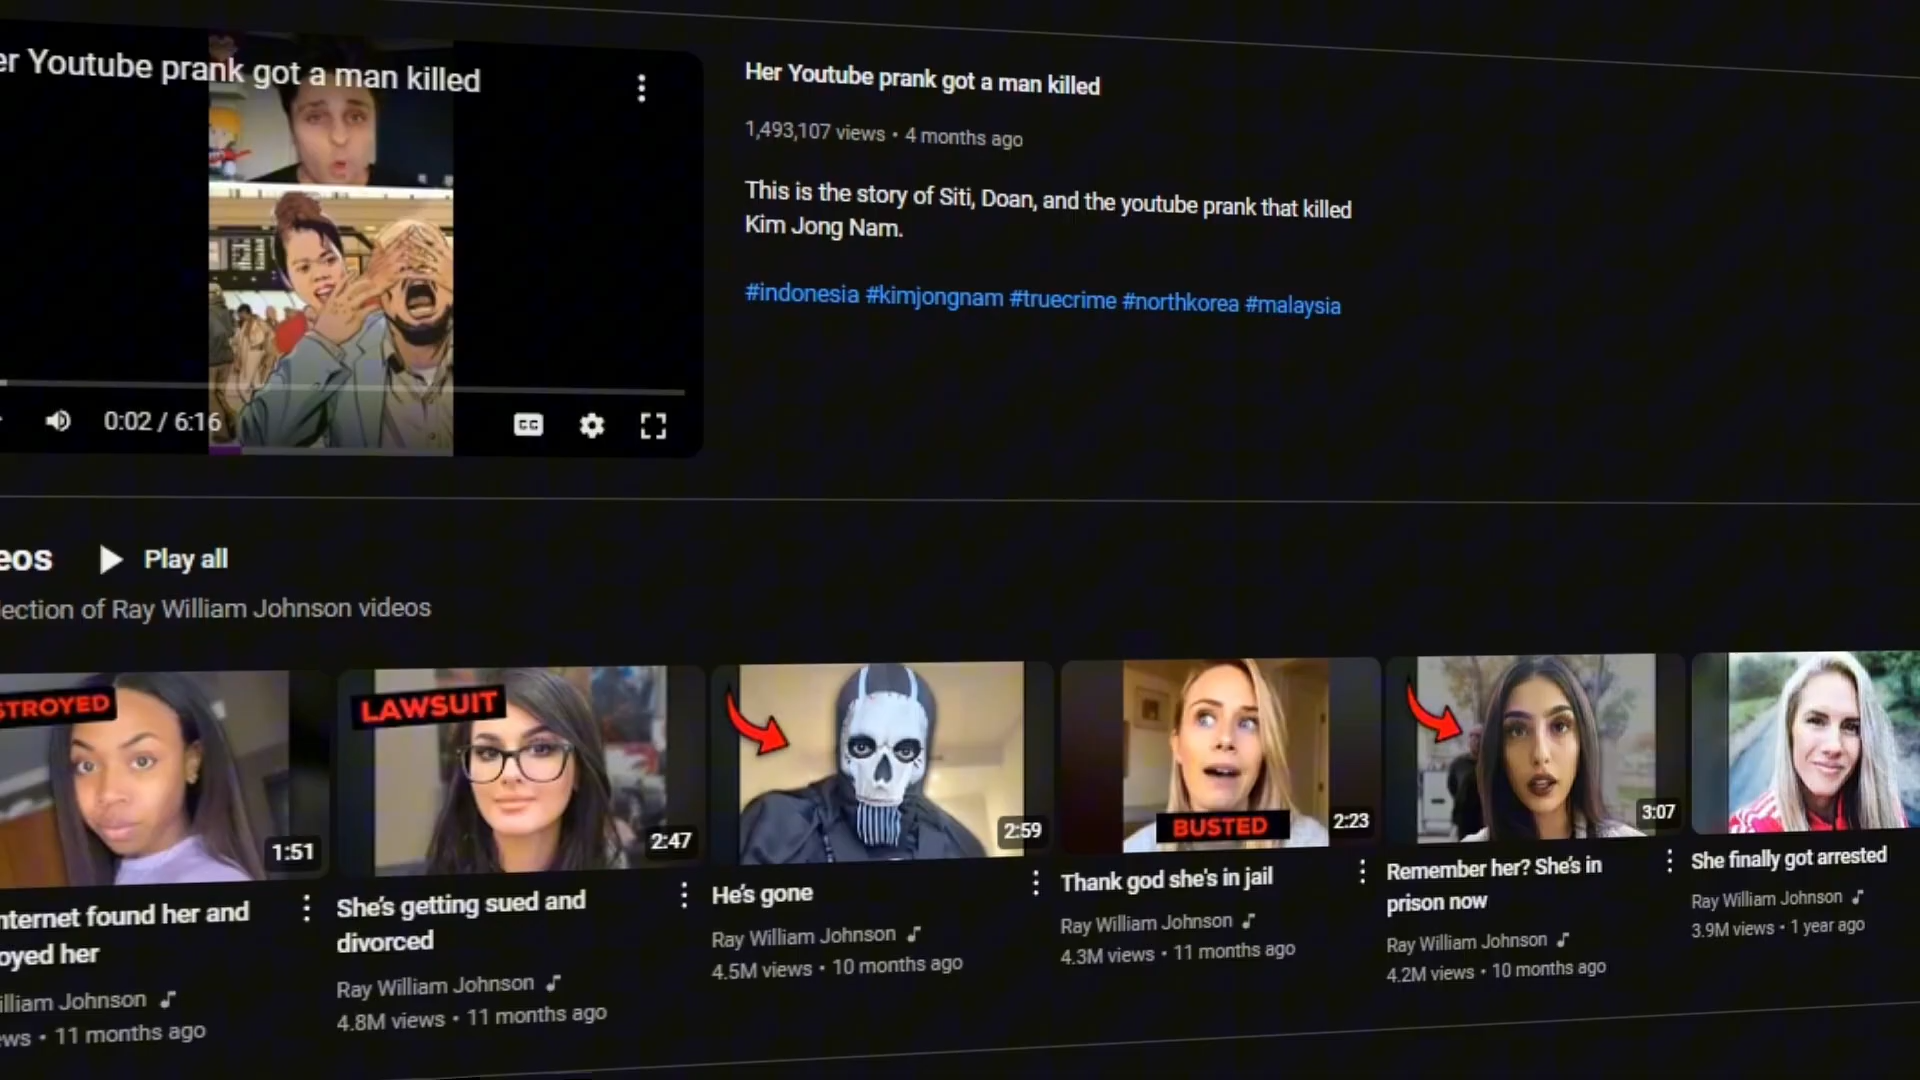 er Youtube prank got a man killed
0:02 / 6:16
CC
Her Youtube prank got a man killed
1,493,107 views • 4 months ago
This is the story of Siti, Doan, and the youtube prank that killed
Kim Jong Nam.
#indonesia #kimjongnam #truecrime #northkorea #malaysia
eos
Play all
lection of Ray William Johnson videos
STROYED
1:51
nternet found her and
oyed her
illiam Johnson
ews • 11 months ago
LAWSUIT
2:47
She's getting sued and
divorced
Ray William Johnson
4.8M views • 11 months ago
2:59
He's gone
Ray William Johnson
4.5M views • 10 months ago
BUSTED
2:23
Thank god she's in jail
Ray William Johnson
4.3M views • 11 months ago
3:07
Remember her? She's in
prison now
Ray William Johnson
4.2M views • 10 months ago
She finally got arrested
Ray William Johnson
3.9M views • 1 year ago